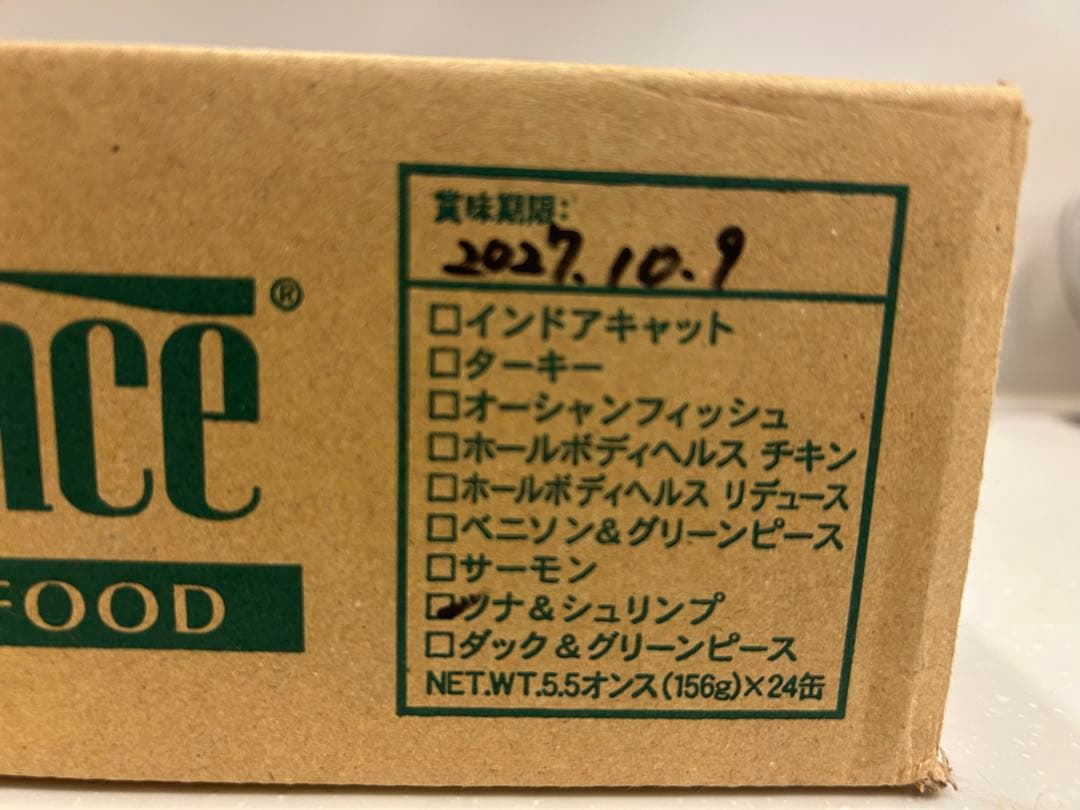 nce®
FOOD
賞味期限:
2027.10.9
□インドアキャット
□ターキー
□オーシャンフィッシュ
□ホールボディヘルス チキン
□ホールボディヘルス リデュース
□ベニソン&グリーンピース
□サーモン
☑ツナ&シュリンプ
□ダック&グリーンピース
NET.WT.5.5オンス(156g)×24缶